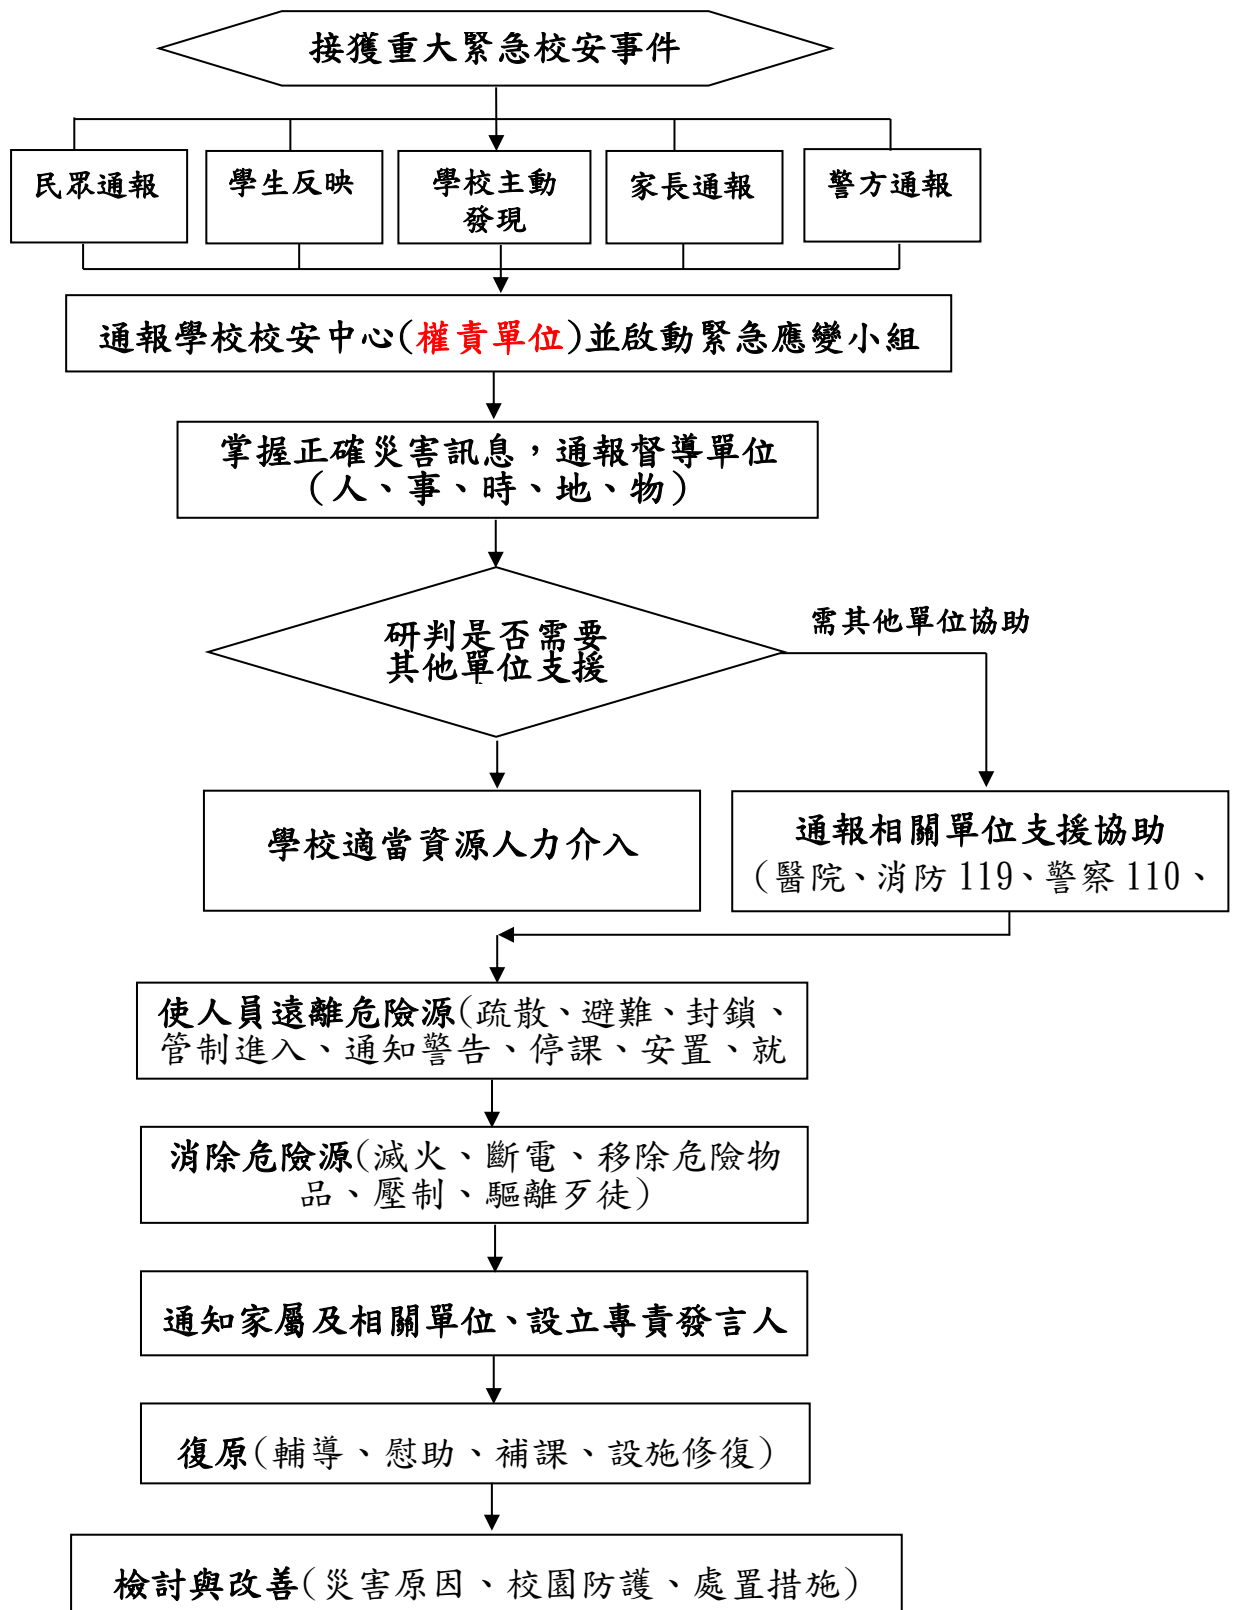 接獲重大緊急校安事件
民眾通報
學生反映
學校主動
發現
家長通報
警方通報
通報學校校安中心(權責單位)並啟動緊急應變小組
掌握正確災害訊息，通報督導單位
（人、事、時、地、物）
研判是否需要
其他單位支援
需其他單位協助
學校適當資源人力介入
通報相關單位支援協助
（醫院、消防 119、警察 110、
使人員遠離危險源(疏散、避難、封鎖、
管制進入、通知警告、停課、安置、就
消除危險源(滅火、斷電、移除危險物
品、壓制、驅離歹徒)
通知家屬及相關單位、設立專責發言人
復原(輔導、慰助、補課、設施修復)
檢討與改善(災害原因、校園防護、處置措施)